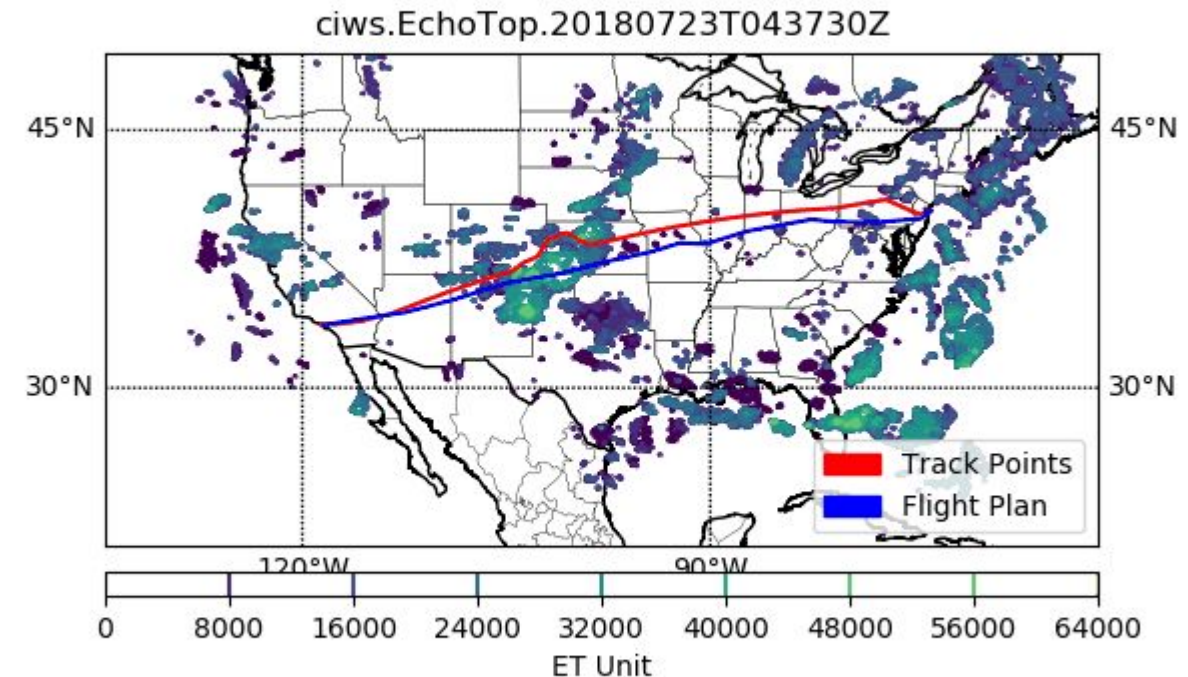 ciws.EchoTop.20180723T043730Z
45°N 45°N
30°N 30°N
Track Points
Flight Plan
120°W 90°W
0 8000 16000 24000 32000 40000 48000 56000 64000
ET Unit